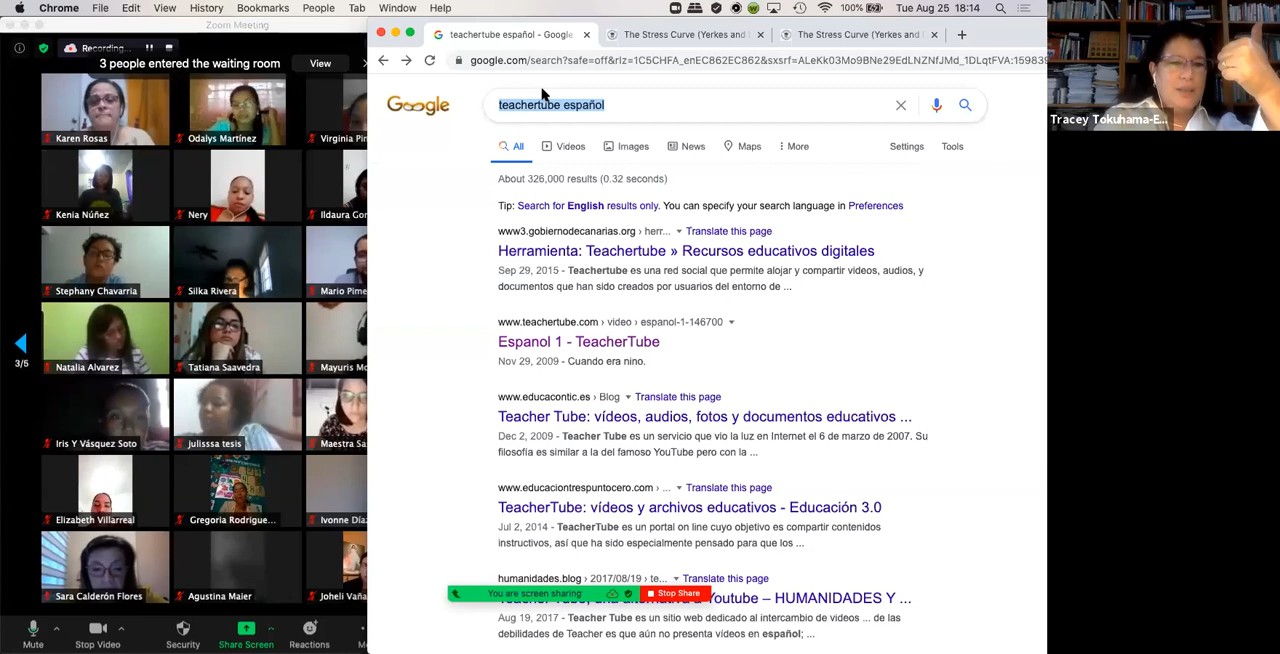 Chrome File Edit View History Bookmarks People Tab Window Help
100% Tue Aug 25 18:14
Zoom Meeting
Recording...
3 people entered the waiting room View
Karen Rosas
Odalys Martínez
Virginia Pin
Kenia Núñez
Nery
Ildaura Gor
Stephany Chavarria
Silka Rivera
Mario Pime
Natalia Alvarez
Tatiana Saavedra
Mayuris Mo
3/5
Iris Y Vásquez Soto
julisssa tesis
Maestra Sa
Elizabeth Villarreal
Gregoria Rodrigue...
Ivonne Día
Sara Calderón Flores
Agustina Maier
Joheli Vaña
Mute
Stop Video
Security
Share Screen
Reactions
teachertube español - Google
The Stress Curve (Yerkes and
The Stress Curve (Yerkes and
google.com/search?safe=off&rlz=1C5CHFA_enEC862EC862&sxsrf=
Google
teachertube español
All Videos Images News Maps More Settings Tools
About 326,000 results (0.32 seconds)
Tip: Search for English results only. You can specify your search language in Preferences
www3.gobiernodecanarias.org › herr... Translate this page
Herramienta: Teachertube » Recursos educativos digitales
Sep 29, 2015 - Teachertube es una red social que permite alojar y compartir videos, audios, y
documentos que han sido creados por usuarios del entorno de ...
www.teachertube.com › video › espanol-1-146700
Espanol 1 - TeacherTube
Nov 29, 2009 - Cuando era nino.
www.educacontic.es › Blog Translate this page
Teacher Tube: vídeos, audios, fotos y documentos educativos ...
Dec 2, 2009 - Teacher Tube es un servicio que vio la luz en Internet el 6 de marzo de 2007. Su
filosofía es similar a la del famoso YouTube pero con la ...
www.educaciontrespuntocero.com › ... Translate this page
TeacherTube: vídeos y archivos educativos - Educación 3.0
Jul 2, 2014 - TeacherTube es un portal on line cuyo objetivo es compartir contenidos
instructivos, así que ha sido especialmente pensado para que los ...
humanidades.blog › 2017/08/19 › te... Translate this page
You are screen sharing Stop Share
Youtube – HUMANIDADES Y ...
Aug 19, 2017 - Teacher Tube es un sitio web dedicado al intercambio de videos ... de las
debilidades de Teacher es que aún no presenta vídeos en español; ...
Tracey Tokuhama-E...